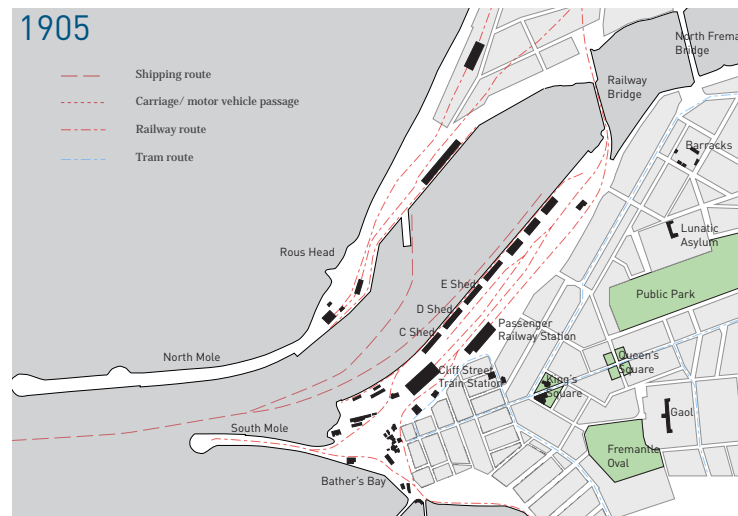 1905
Shipping route
Carriage/ motor vehicle passage
Railway route
Tram route
North Frema
Bridge
Railway
Bridge
Barracks
Lunatic
Asylum
Rous Head
Public Park
E Shed
D Shed
C Shed
Passenger
Railway Station
North Mole
Cliff Street
Train Station
Queen's
Square
King's
Square
Gaol
South Mole
Fremantle
Oval
Bather's Bay